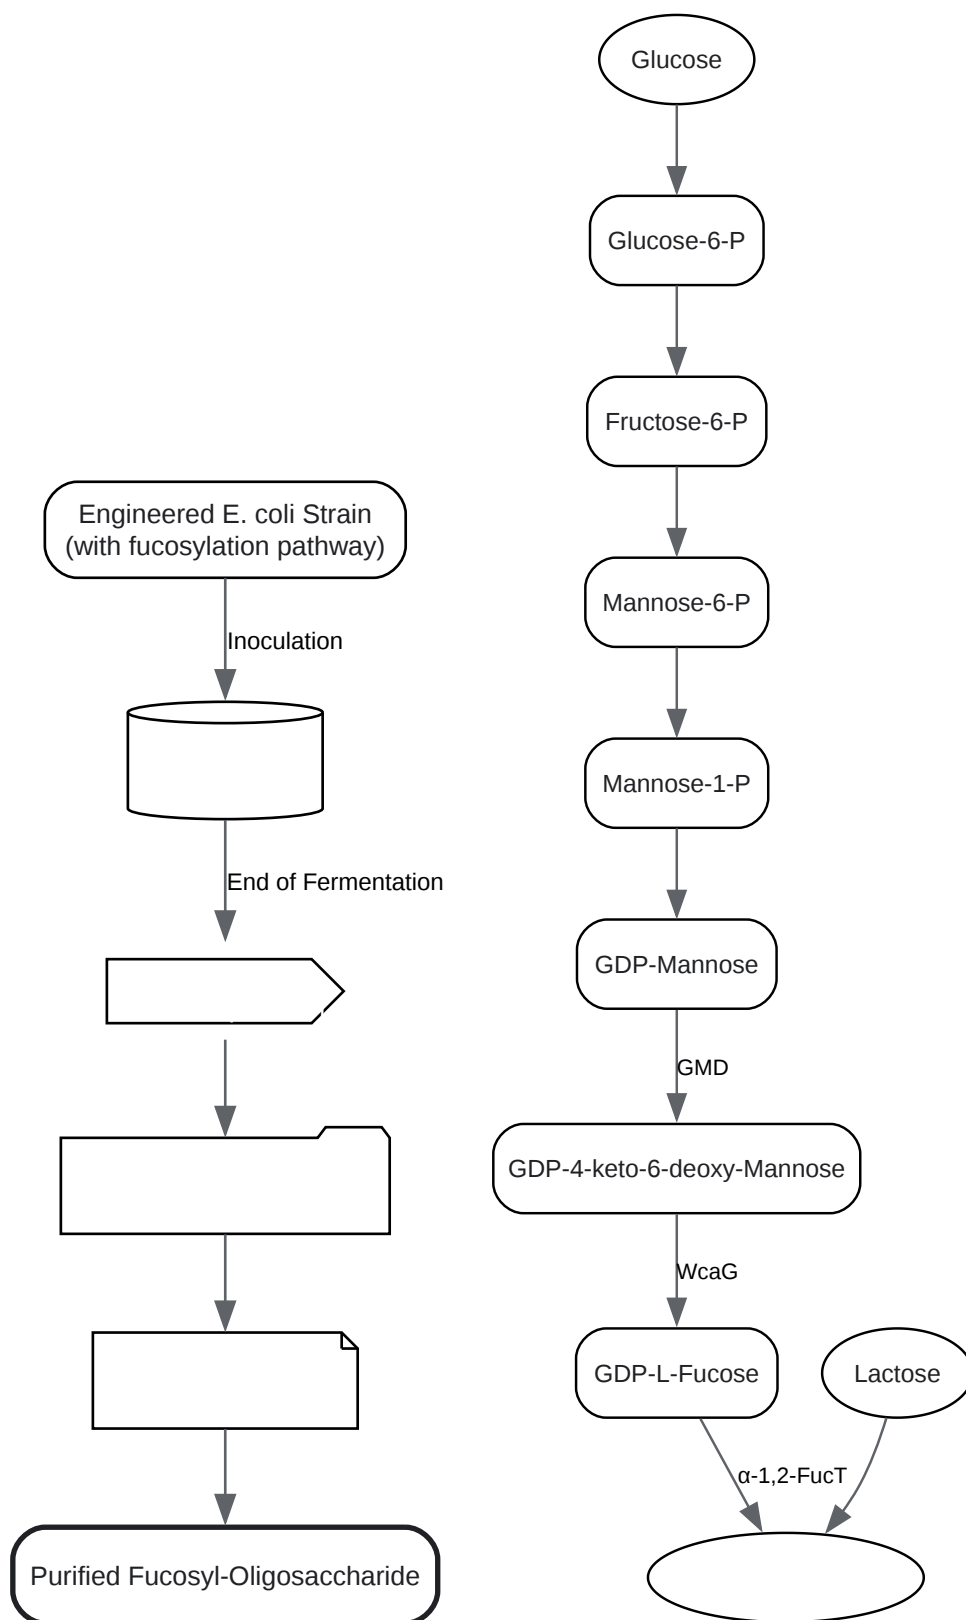 Glucose
Glucose-6-P
Fructose-6-P
Engineered E. coli Strain
(with fucosylation pathway)
Mannose-6-P
Inoculation
Mannose-1-P
End of Fermentation
GDP-Mannose
GMD
GDP-4-keto-6-deoxy-Mannose
WcaG
GDP-L-Fucose
Lactose
α-1,2-FucT
Purified Fucosyl-Oligosaccharide